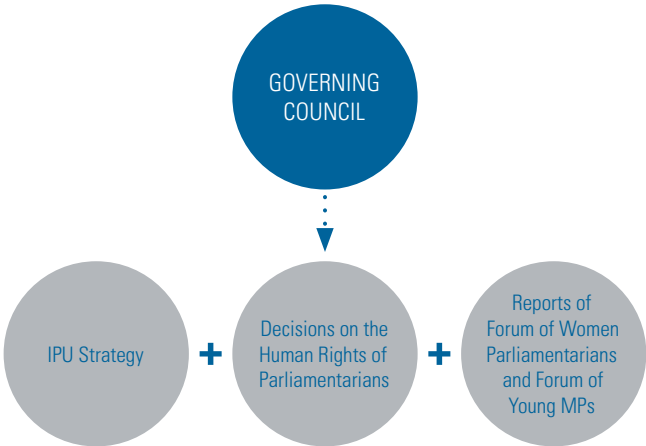 GOVERNING
COUNCIL
IPU Strategy
+
Decisions on the
Human Rights of
Parliamentarians
+
Reports of
Forum of Women
Parliamentarians
and Forum of
Young MPs